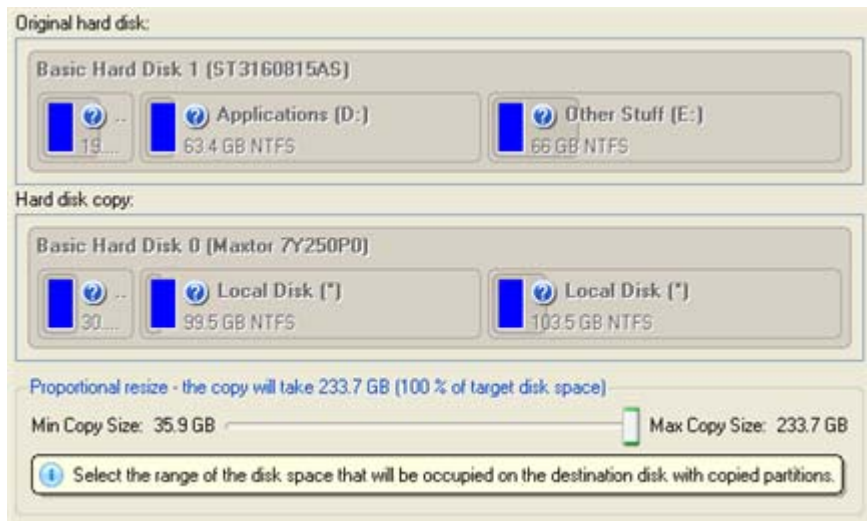 Original hard disk:
Basic Hard Disk 1 (ST3160815AS)
..
19....
Applications (D:)
63.4 GB NTFS
Other Stuff (E:)
66 GB NTFS
Hard disk copy:
Basic Hard Disk 0 (Maxtor 7Y250P0)
..
30....
Local Disk (*)
99.5 GB NTFS
Local Disk (*)
103.5 GB NTFS
Proportional resize - the copy will take 233.7 GB (100 % of target disk space)
Min Copy Size: 35.9 GB
Max Copy Size: 233.7 GB
Select the range of the disk space that will be occupied on the destination disk with copied partitions.